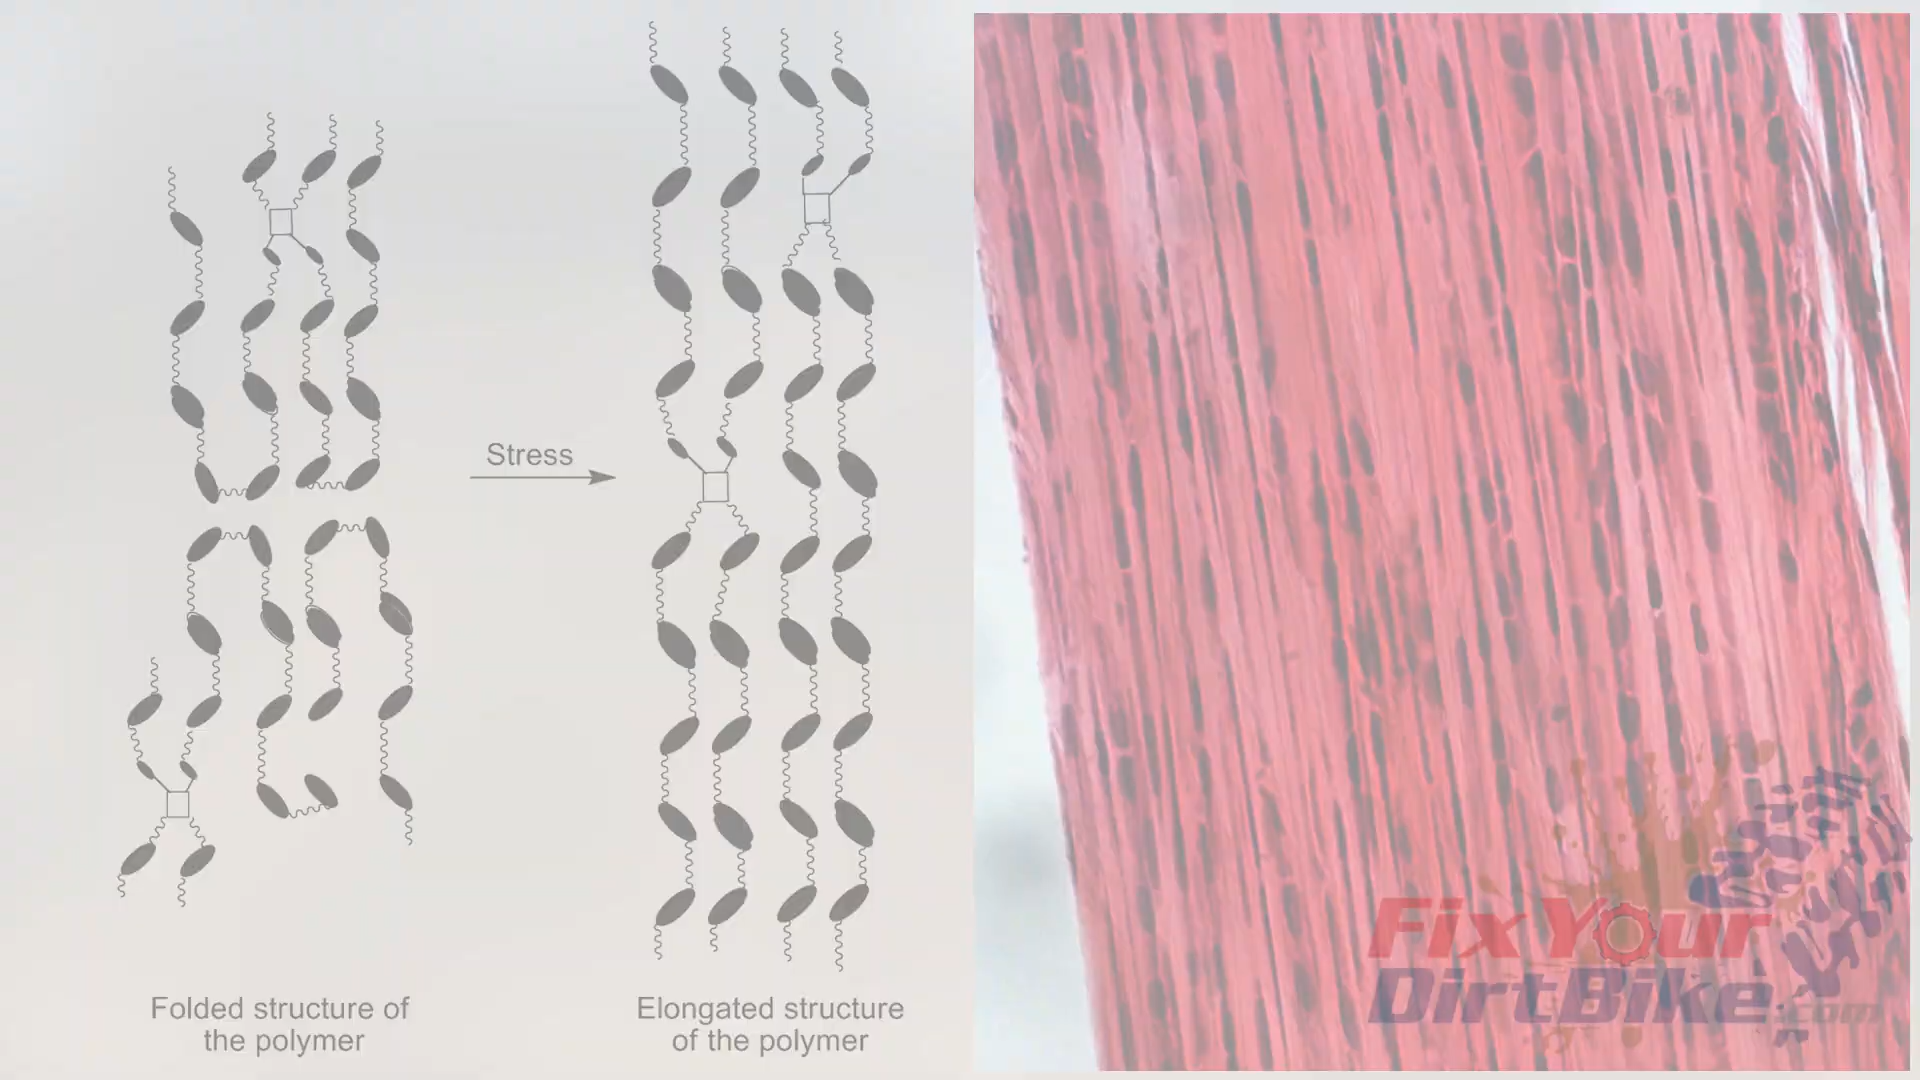 Stress
Folded structure of
the polymer
Elongated structure
of the polymer
FixYour
DirtBike.com